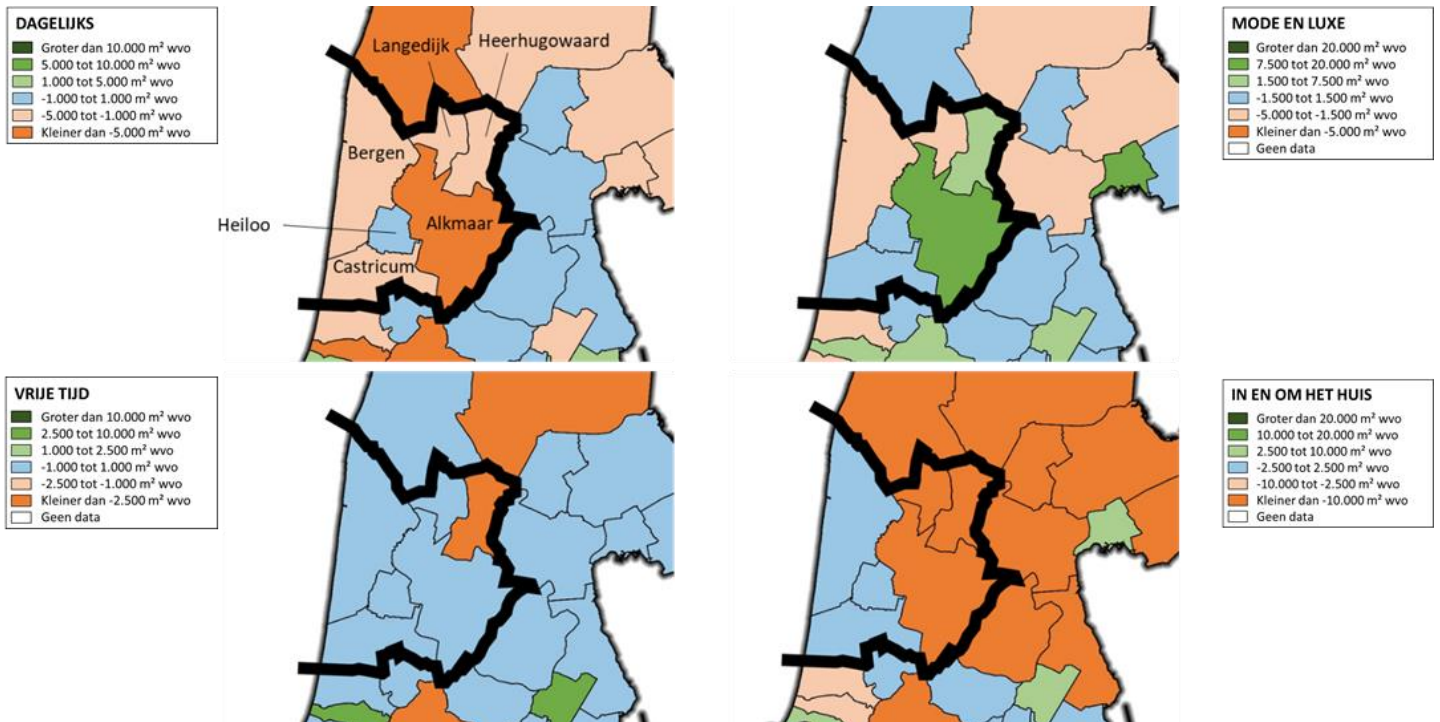 DAGELIJKS
Groter dan 10.000 m² wvo
5.000 tot 10.000 m² wvo
1.000 tot 5.000 m² wvo
-1.000 tot 1.000 m² wvo
-5.000 tot -1.000 m² wvo
Kleiner dan -5.000 m² wvo
Langedijk
Heerhugowaard
Bergen
Heiloo
Alkmaar
Castricum
MODE EN LUXE
Groter dan 20.000 m² wvo
7.500 tot 20.000 m² wvo
1.500 tot 7.500 m² wvo
-1.500 tot 1.500 m² wvo
-5.000 tot -1.500 m² wvo
Kleiner dan -5.000 m² wvo
Geen data
VRIJE TIJD
Groter dan 10.000 m² wvo
2.500 tot 10.000 m² wvo
1.000 tot 2.500 m² wvo
-1.000 tot 1.000 m² wvo
-2.500 tot -1.000 m² wvo
Kleiner dan -2.500 m² wvo
Geen data
IN EN OM HET HUIS
Groter dan 20.000 m² wvo
10.000 tot 20.000 m² wvo
2.500 tot 10.000 m² wvo
-2.500 tot 2.500 m² wvo
-10.000 tot -2.500 m² wvo
Kleiner dan -10.000 m² wvo
Geen data